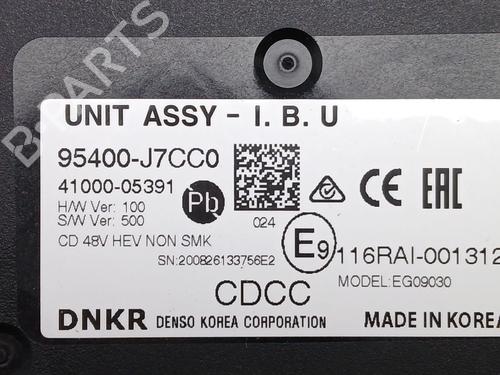 UNIT ASSY - I. B. U
95400-J7CC0
41000-05391
H/W Ver: 100
S/W Ver: 500
Pb
024
CE EAC
CD 48V HEV NON SMK
SN:200826133756E2
E9 116RAI-001312
MODEL:EG09030
CDCC
DNKR DENSO KOREA CORPORATION
MADE IN KOREA
B-PARTS